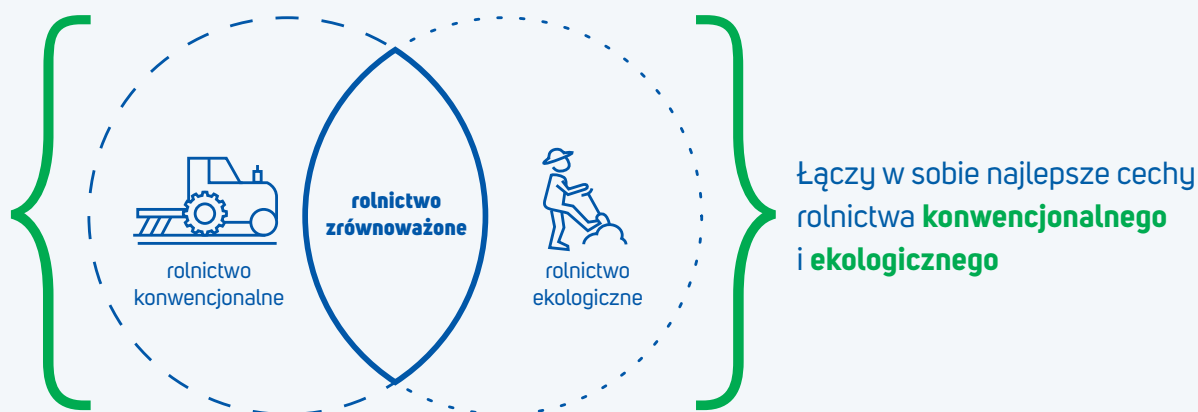 rolnictwo
konwencjonalne
rolnictwo
zrównoważone
rolnictwo
ekologiczne
Łączy w sobie najlepsze cechy
rolnictwa konwencjonalnego
i ekologicznego